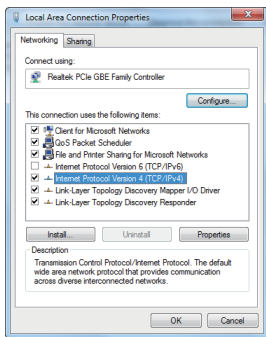 Local Area Connection Properties
Networking
Sharing
Connect using:
Realtek PCIe GBE Family Controller
Configure...
This connection uses the following items:
Client for Microsoft Networks
QoS Packet Scheduler
File and Printer Sharing for Microsoft Networks
Internet Protocol Version 6 (TCP/IPv6)
Internet Protocol Version 4 (TCP/IPv4)
Link-Layer Topology Discovery Mapper I/O Driver
Link-Layer Topology Discovery Responder
Install...
Uninstall
Properties
Description
Transmission Control Protocol/Internet Protocol. The default
wide area network protocol that provides communication
across diverse interconnected networks.
OK
Cancel